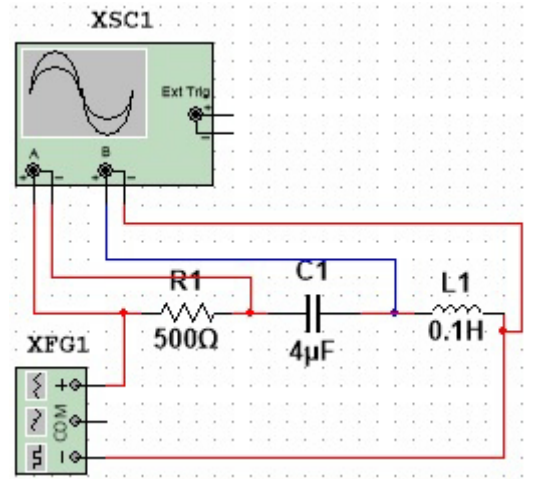 XSC1
Ext Trig
+
−
A
B
+ −
+ −
R1
500Ω
C1
4µF
L1
0.1H
XFG1
+
COM
−